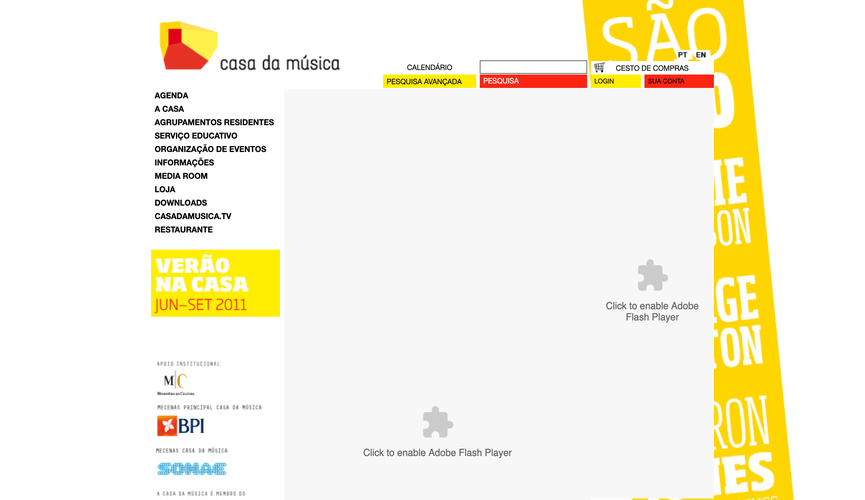 SÃO
PT EN
casa da música
CALENDÁRIO
CESTO DE COMPRAS
PESQUISA AVANÇADA
PESQUISA
LOGIN
SUA CONTA
AGENDA
A CASA
AGRUPAMENTOS RESIDENTES
SERVIÇO EDUCATIVO
ORGANIZAÇÃO DE EVENTOS
INFORMAÇÕES
MEDIA ROOM
LOJA
DOWNLOADS
CASADAMUSICA.TV
RESTAURANTE
VERÃO
NA CASA
JUN–SET 2011
Click to enable Adobe
Flash Player
Click to enable Adobe Flash Player
APOIO INSTITUCIONAL
M|C
MECENAS PRINCIPAL CASA DA MÚSICA
BPI
MECENAS CASA DA MÚSICA
SONAE
A CASA DA MÚSICA É MEMBRO DO